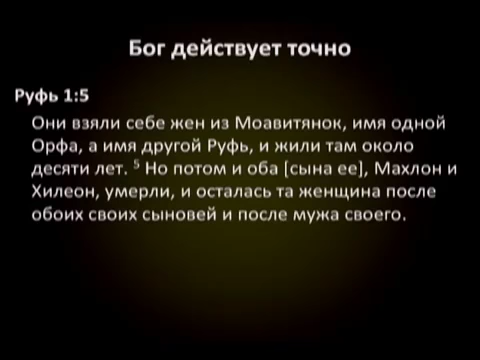 Бог действует точно
Руфь 1:5
Они взяли себе жен из Моавитянок, имя одной
Орфа, а имя другой Руфь, и жили там около
десяти лет. ⁵ Но потом и оба [сына ее], Махлон и
Хилеон, умерли, и осталась та женщина после
обоих своих сыновей и после мужа своего.